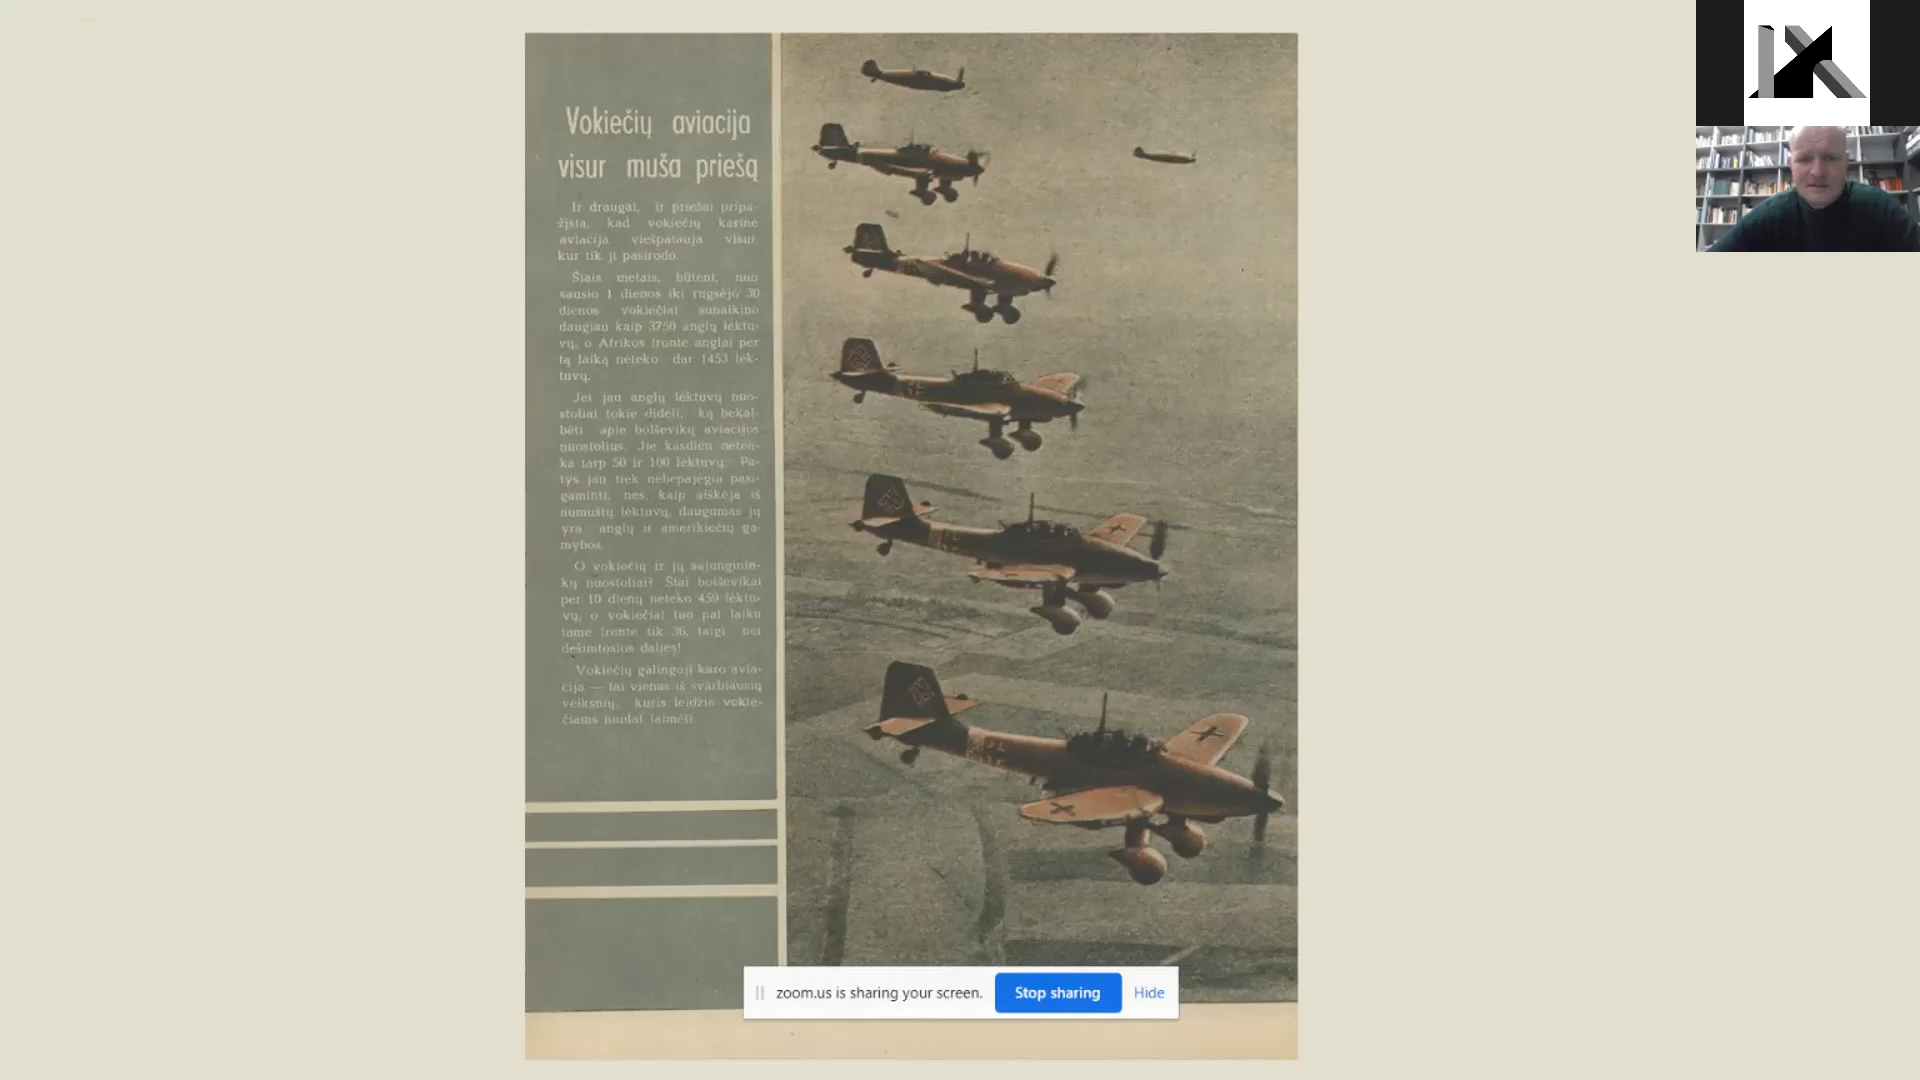 Vokiečių aviacija
visur muša priešą
Ir draugai, ir priešai pripa-
žįsta, kad vokiečių karinė
aviacija viešpatauja visur,
kur tik ji pasirodo.
Šiais metais, būtent, nuo
sausio 1 dienos iki rugsėjo 30
dienos vokiečiai sunaikino
daugiau kaip 3750 anglų lėktu-
vų, o Afrikos fronte anglai per
tą laiką neteko dar 1453 lėk-
tuvų.
Jei jau anglų lėktuvų nuo-
stoliai tokie dideli, ką bekal-
bėti apie bolševikų aviacijos
nuostolius. Jie kasdien neten-
ka tarp 50 ir 100 lėktuvų. Pa-
tys jau tiek nebepajėgia pasi-
gaminti, nes, kaip aiškėja iš
numuštų lėktuvų, daugumas jų
yra anglų ir amerikiečių ga-
mybos.
O vokiečių ir jų sąjunginin-
kų nuostoliai? Štai bolševikai
per 10 dienų neteko 459 lėktu-
vų, o vokiečiai tuo pat laiku
tame fronte tik 36, taigi nei
dešimtosios dalies!
Vokiečių galingoji karo avia-
cija — tai vienas iš svarbiausių
veiksnių, kuris leidžia vokie-
čiams nuolat laimėti.
zoom.us is sharing your screen.
Stop sharing
Hide